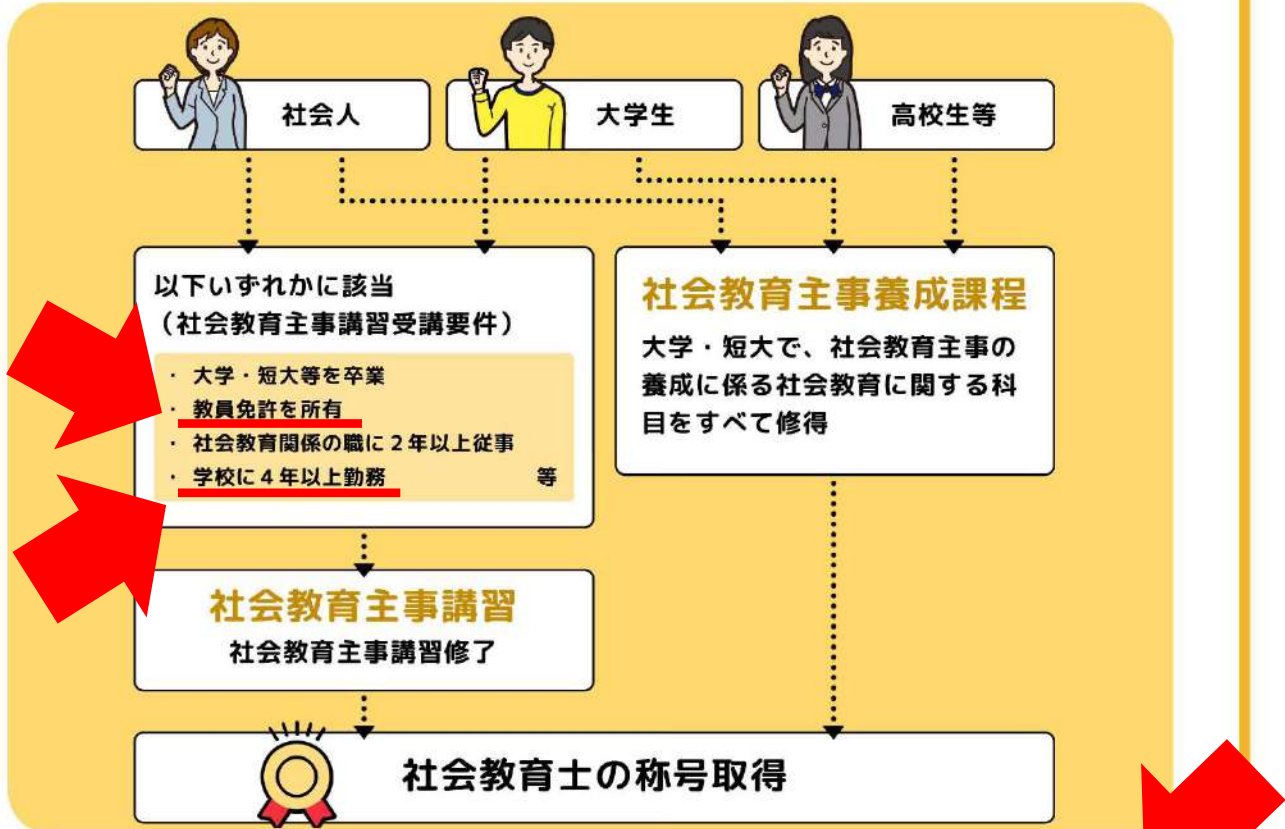 社会人
大学生
高校生等
以下いずれかに該当
（社会教育主事講習受講要件）
・ 大学・短大等を卒業
・ 教員免許を所有
・ 社会教育関係の職に２年以上従事
・ 学校に４年以上勤務 等
社会教育主事養成課程
大学・短大で、社会教育主事の
養成に係る社会教育に関する科
目をすべて修得
社会教育主事講習
社会教育主事講習修了
社会教育士の称号取得